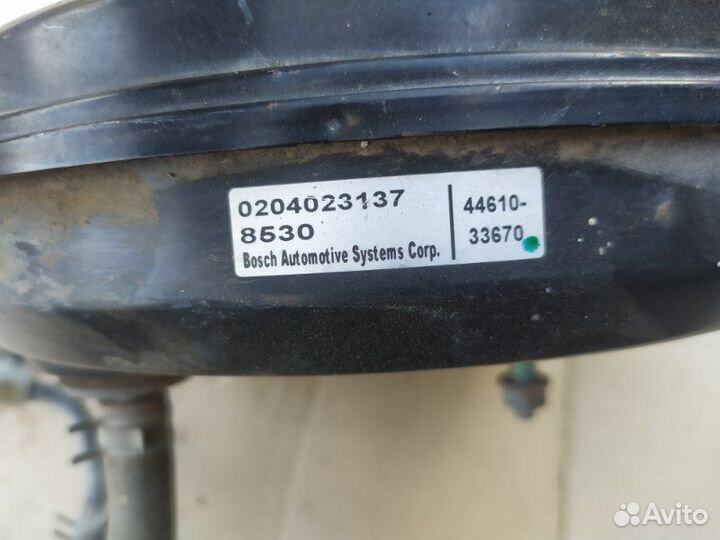 0204023137
8530
Bosch Automotive Systems Corp.
44610-
33670
Avito